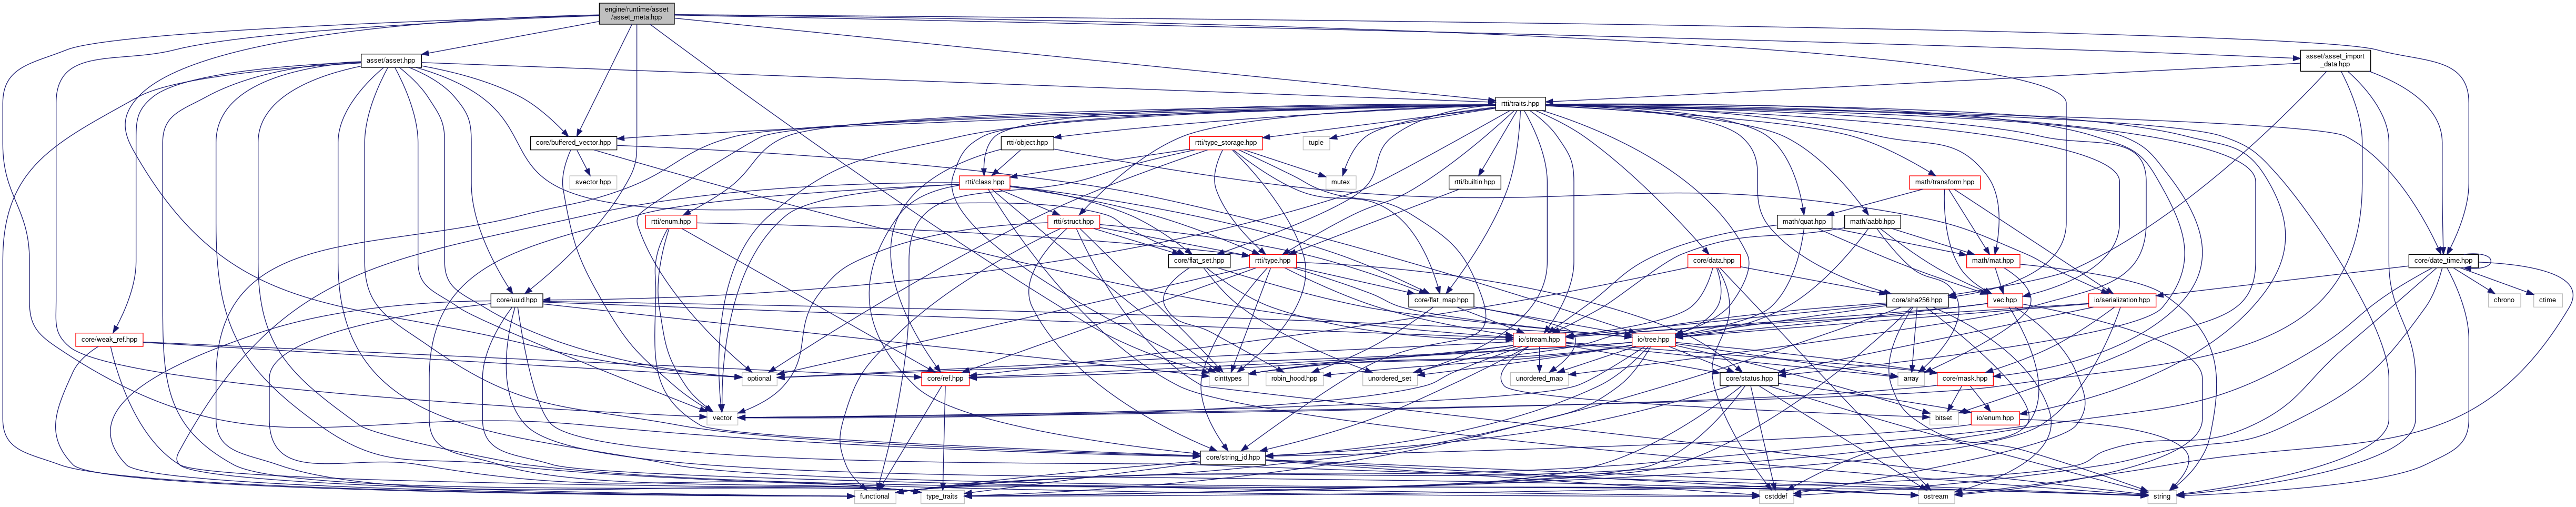 engine/runtime/asset
/asset_meta.hpp
asset/asset.hpp
asset/asset_import
_data.hpp
rtti/traits.hpp
core/buffered_vector.hpp
rtti/object.hpp
rtti/type_storage.hpp
tuple
svector.hpp
rtti/class.hpp
mutex
rtti/builtin.hpp
math/transform.hpp
rtti/enum.hpp
rtti/struct.hpp
math/quat.hpp
math/aabb.hpp
core/flat_set.hpp
rtti/type.hpp
core/data.hpp
math/mat.hpp
core/date_time.hpp
core/uuid.hpp
core/flat_map.hpp
core/sha256.hpp
vec.hpp
io/serialization.hpp
chrono
ctime
core/weak_ref.hpp
io/stream.hpp
io/tree.hpp
optional
core/ref.hpp
cinttypes
robin_hood.hpp
unordered_set
unordered_map
core/status.hpp
array
core/mask.hpp
vector
bitset
io/enum.hpp
core/string_id.hpp
functional
type_traits
cstddef
ostream
string